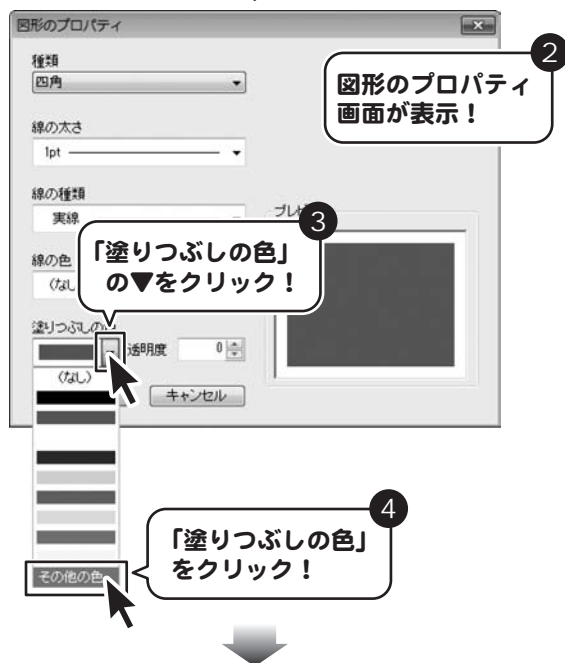 図形のプロパティ
種類
四角
2
図形のプロパティ
画面が表示！
線の太さ
1pt
線の種類
実線
3
「塗りつぶしの色」
の▼をクリック！
線の色
塗りつぶしの
透明度
0
(なし)
キャンセル
4
「塗りつぶしの色」
をクリック！
その他の色